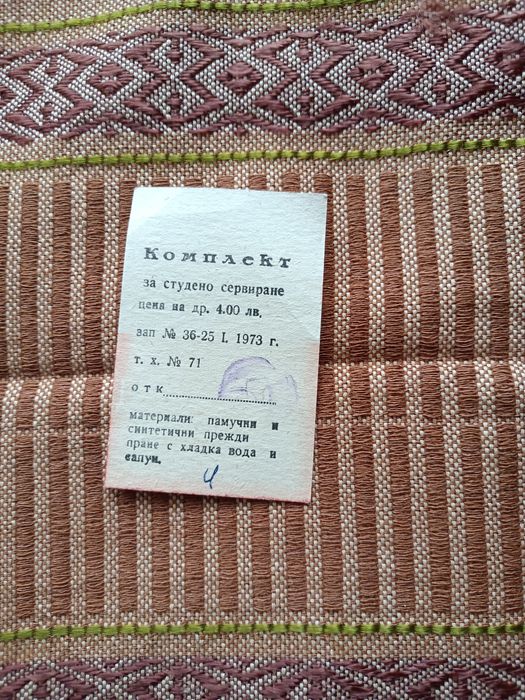 Комплект
за студено сервиране
цена на др. 4.00 лв.
зап № 36-25 I. 1973 г.
т. х. № 71
отк
материали: памучни и
синтетични прежди
пране с хладка вода и
сапун.
4